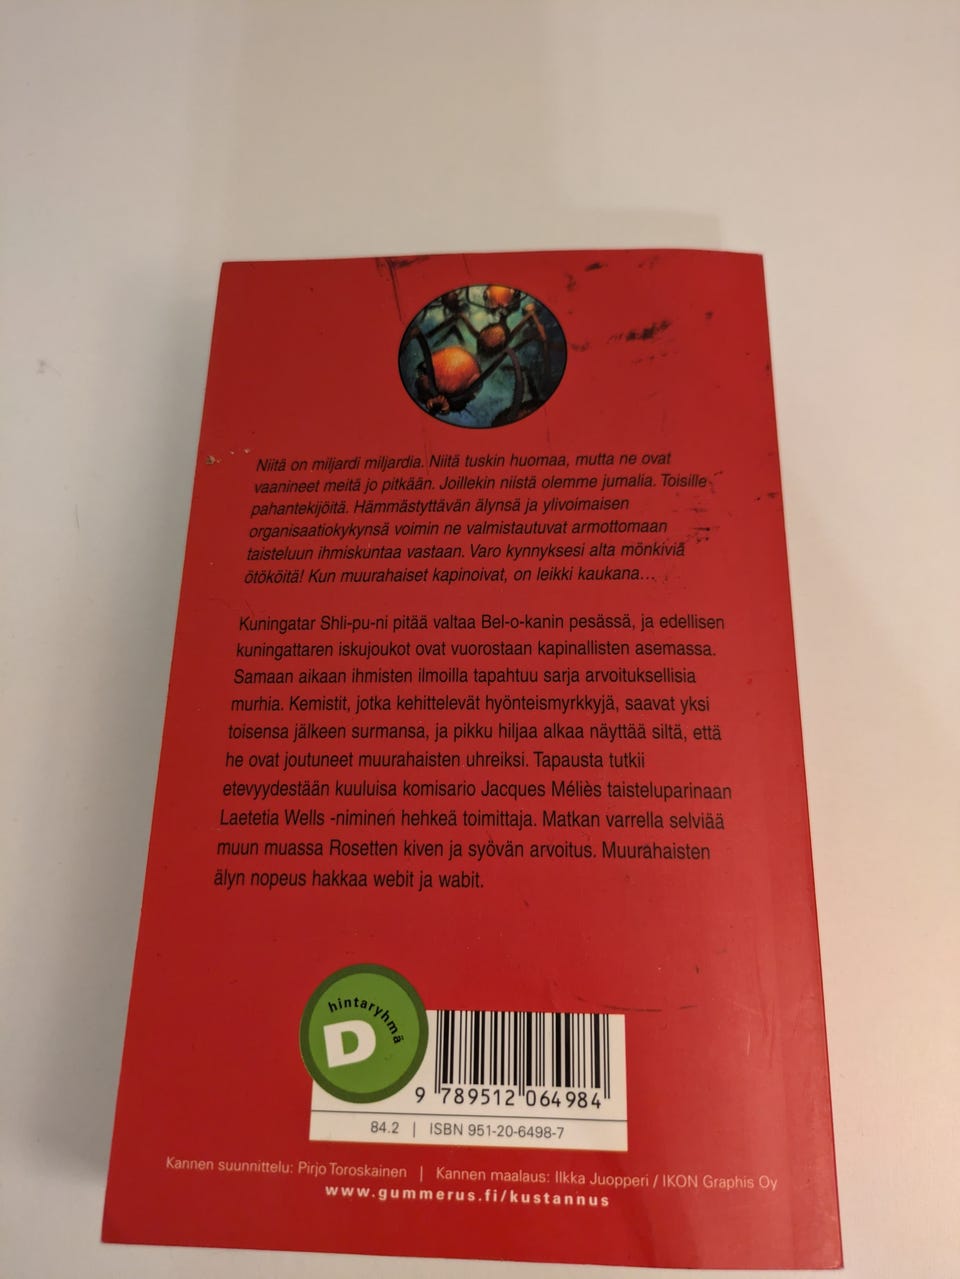 Niitä on miljardi miljardia. Niitä tuskin huomaa, mutta ne ovat
vaanineet meitä jo pitkään. Joillekin niistä olemme jumalia. Toisille
pahantekijöitä. Hämmästyttävän älynsä ja ylivoimaisen
organisaatiokykynsä voimin ne valmistautuvat armottomaan
taisteluun ihmiskuntaa vastaan. Varo kynnyksesi alta mönkiviä
ötököitä! Kun muurahaiset kapinoivat, on leikki kaukana...
Kuningatar Shli-pu-ni pitää valtaa Bel-o-kanin pesässä, ja edellisen
kuningattaren iskujoukot ovat vuorostaan kapinallisten asemassa.
Samaan aikaan ihmisten ilmoilla tapahtuu sarja arvoituksellisia
murhia. Kemistit, jotka kehittelevät hyönteismyrkkyjä, saavat yksi
toisensa jälkeen surmansa, ja pikku hiljaa alkaa näyttää siltä, että
he ovat joutuneet muurahaisten uhreiksi. Tapausta tutkii
etevyydestään kuuluisa komisario Jacques Méliès taisteluparinaan
Laetetia Wells -niminen hehkeä toimittaja. Matkan varrella selviää
muun muassa Rosetten kiven ja syövän arvoitus. Muurahaisten
älyn nopeus hakkaa webit ja wabit.
hintaryhmä
D
9 789512 064984
84.2 | ISBN 951-20-6498-7
Kannen suunnittelu: Pirjo Toroskainen | Kannen maalaus: Ilkka Juopperi / IKON Graphis Oy
www.gummerus.fi/kustannus